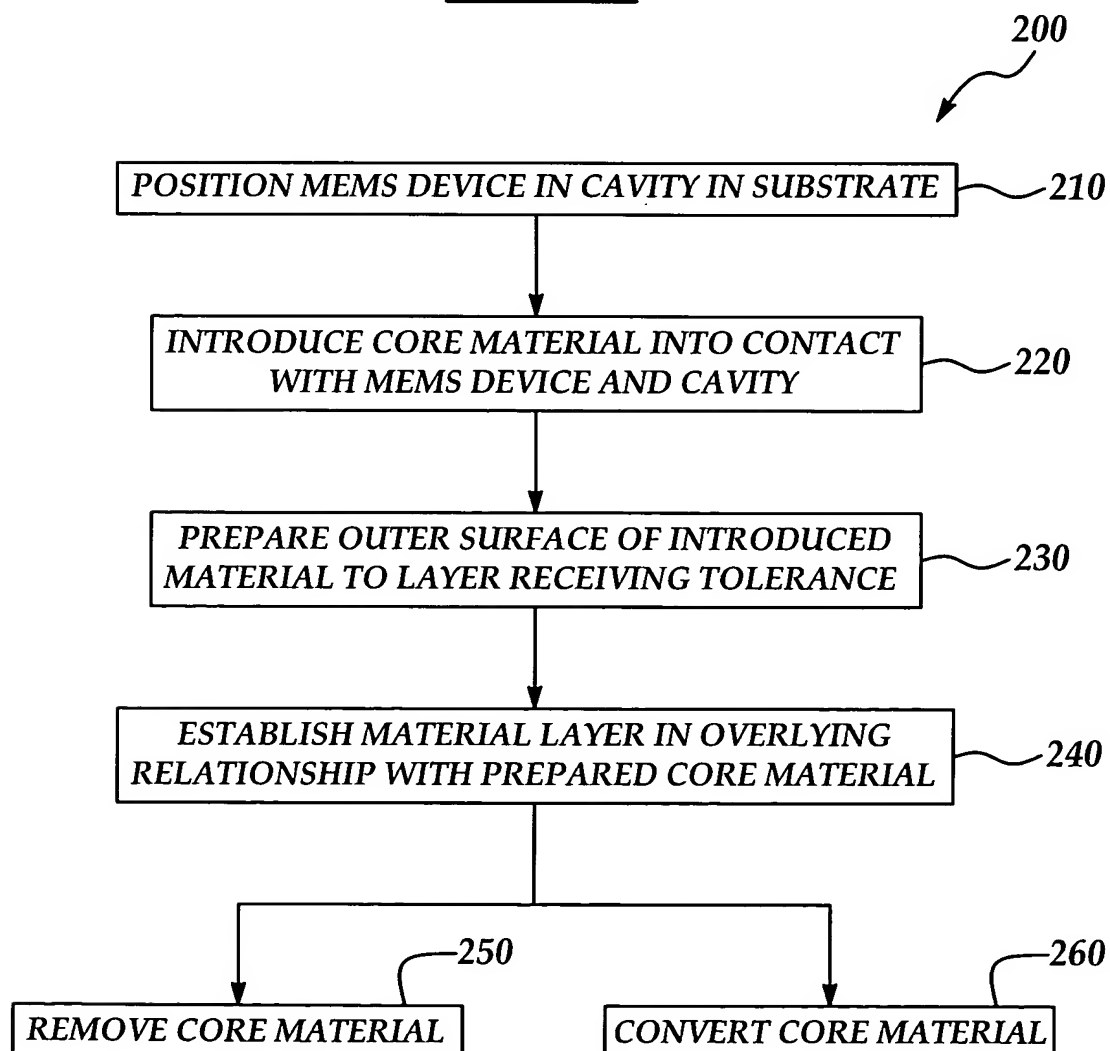 200
POSITION MEMS DEVICE IN CAVITY IN SUBSTRATE
210
INTRODUCE CORE MATERIAL INTO CONTACT
WITH MEMS DEVICE AND CAVITY
220
PREPARE OUTER SURFACE OF INTRODUCED
MATERIAL TO LAYER RECEIVING TOLERANCE
230
ESTABLISH MATERIAL LAYER IN OVERLYING
RELATIONSHIP WITH PREPARED CORE MATERIAL
240
250
REMOVE CORE MATERIAL
260
CONVERT CORE MATERIAL